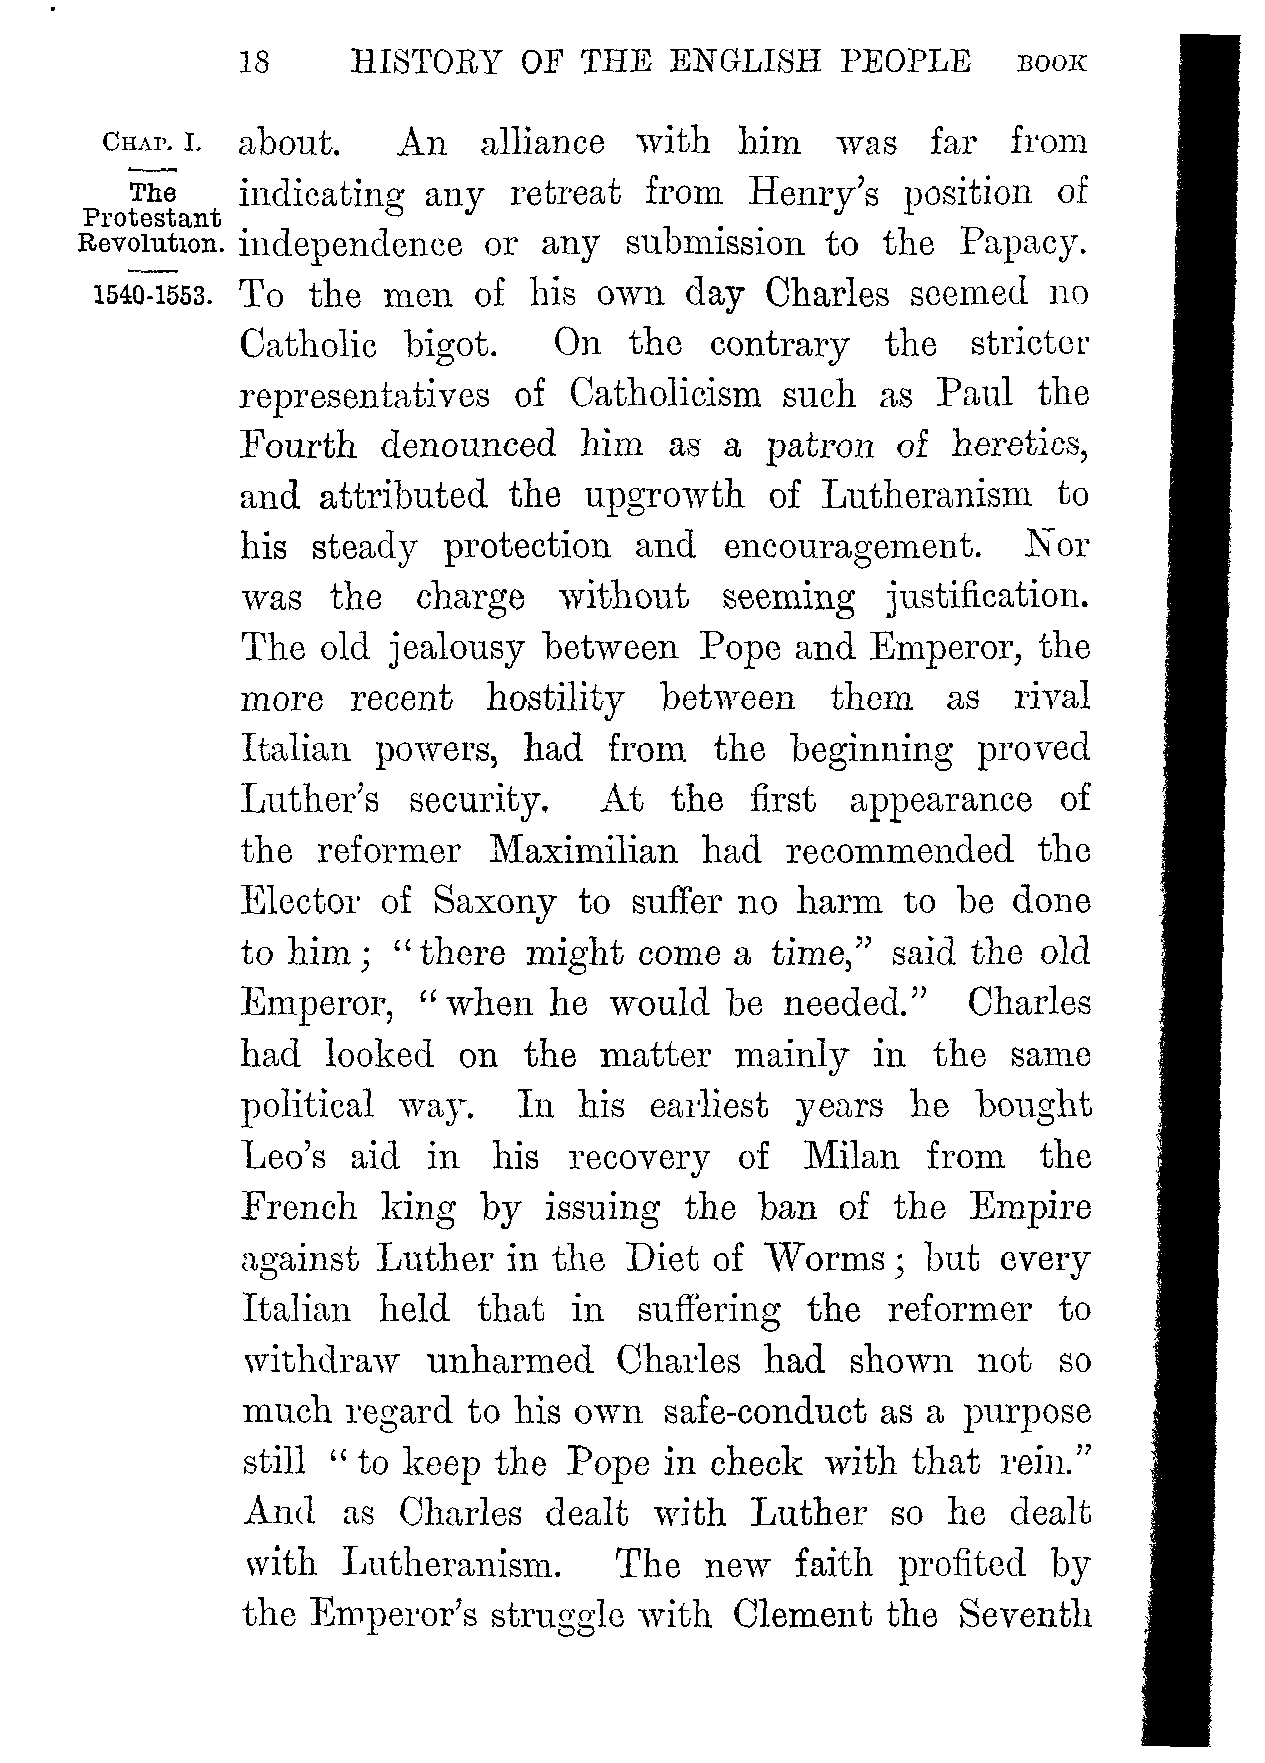 18 HISTORY OF THE ENGLISH PEOPLE BOOK
CHAP. I.
The
Protestant
Revolution.
1540-1553.
about. An alliance with him was far from
indicating any retreat from Henry's position of
independence or any submission to the Papacy.
To the men of his own day Charles seemed no
Catholic bigot. On the contrary the stricter
representatives of Catholicism such as Paul the
Fourth denounced him as a patron of heretics,
and attributed the upgrowth of Lutheranism to
his steady protection and encouragement. Nor
was the charge without seeming justification.
The old jealousy between Pope and Emperor, the
more recent hostility between them as rival
Italian powers, had from the beginning proved
Luther's security. At the first appearance of
the reformer Maximilian had recommended the
Elector of Saxony to suffer no harm to be done
to him; "there might come a time," said the old
Emperor, "when he would be needed." Charles
had looked on the matter mainly in the same
political way. In his earliest years he bought
Leo's aid in his recovery of Milan from the
French king by issuing the ban of the Empire
against Luther in the Diet of Worms; but every
Italian held that in suffering the reformer to
withdraw unharmed Charles had shown not so
much regard to his own safe-conduct as a purpose
still "to keep the Pope in check with that rein."
And as Charles dealt with Luther so he dealt
with Lutheranism. The new faith profited by
the Emperor's struggle with Clement the Seventh